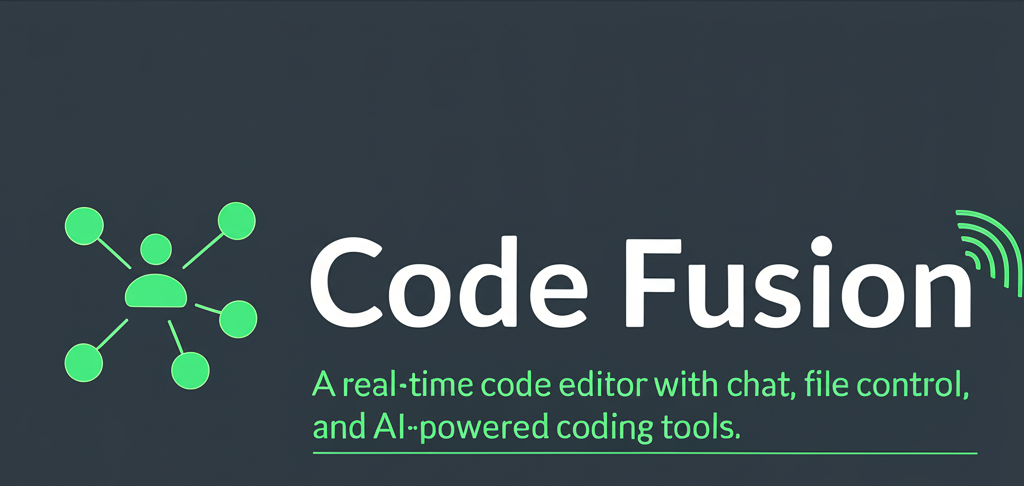 Code Fusion
A real-time code editor with chat, file control,
and AI-powered coding tools.